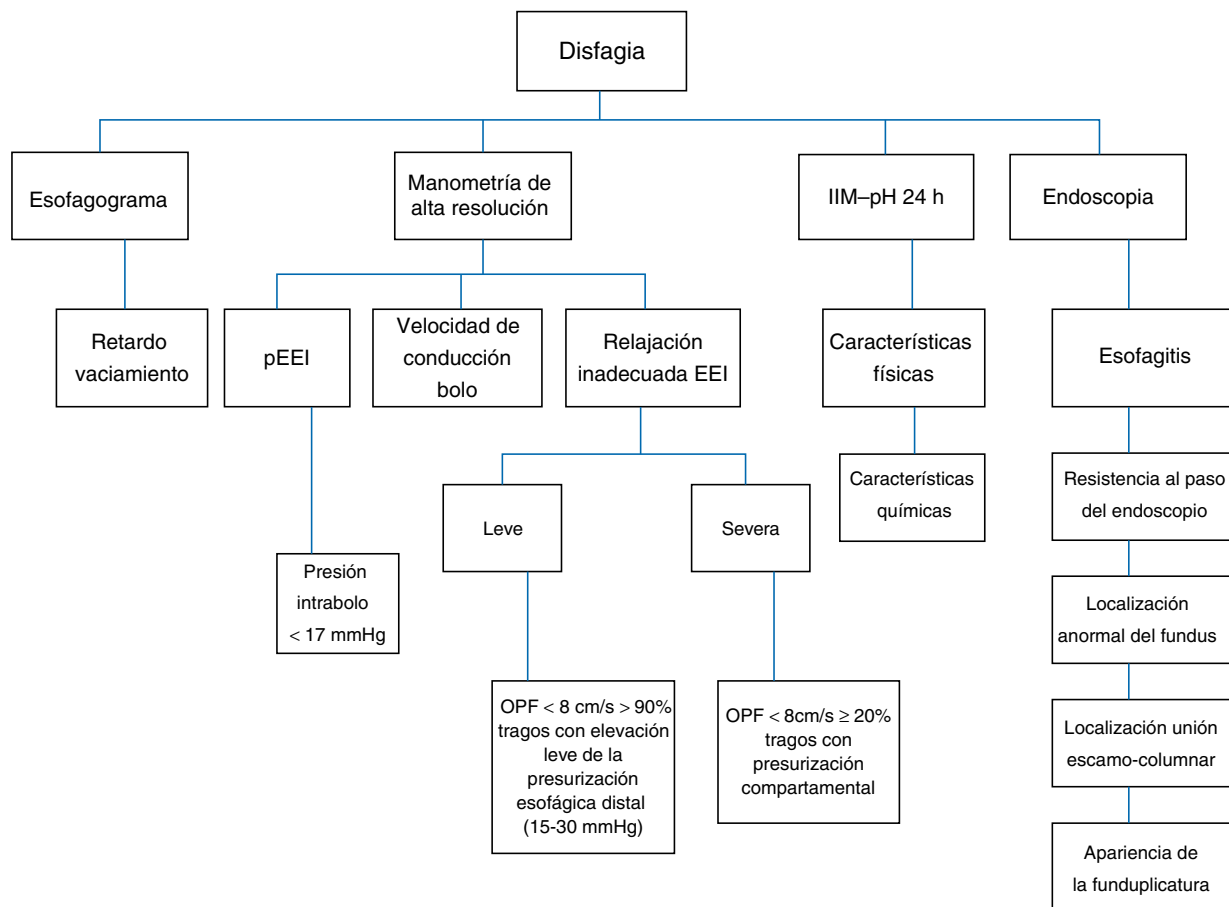 Disfagia
Esofagograma
Manometría de
alta resolución
IIM–pH 24 h
Endoscopia
Retardo
vaciamiento
pEEI
Velocidad de
conducción
bolo
Relajación
inadecuada EEI
Características
físicas
Esofagitis
Leve
Severa
Características
químicas
Resistencia al paso
del endoscopio
Presión
intrabolo
< 17 mmHg
Localización
anormal del fundus
OPF < 8 cm/s > 90%
tragos con elevación
leve de la
presurización
esofágica distal
(15-30 mmHg)
OPF < 8cm/s ≥ 20%
tragos con
presurización
compartamental
Localización unión
escamo-columnar
Apariencia de
la funduplicatura